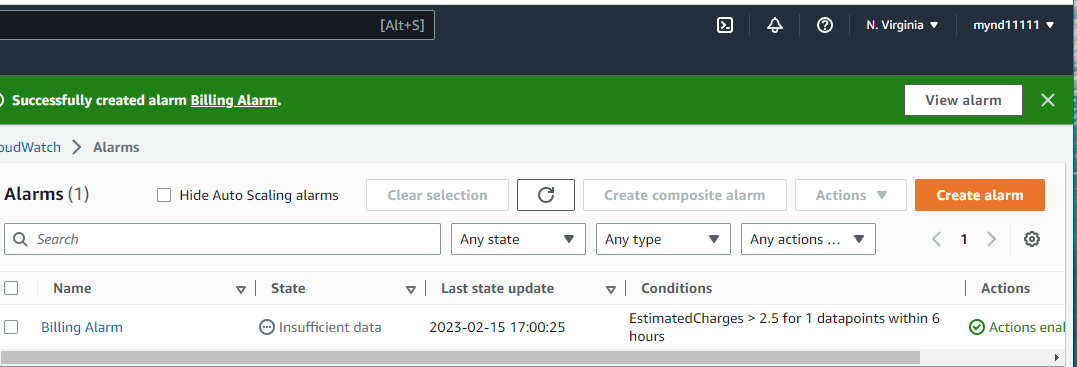 [Alt+S]
N. Virginia
mynd11111
Successfully created alarm Billing Alarm.
View alarm
oudWatch
Alarms
Alarms (1)
Hide Auto Scaling alarms
Clear selection
Create composite alarm
Actions
Create alarm
Search
Any state
Any type
Any actions ...
1
Name
State
Last state update
Conditions
Actions
Billing Alarm
Insufficient data
2023-02-15 17:00:25
EstimatedCharges > 2.5 for 1 datapoints within 6
hours
Actions enal